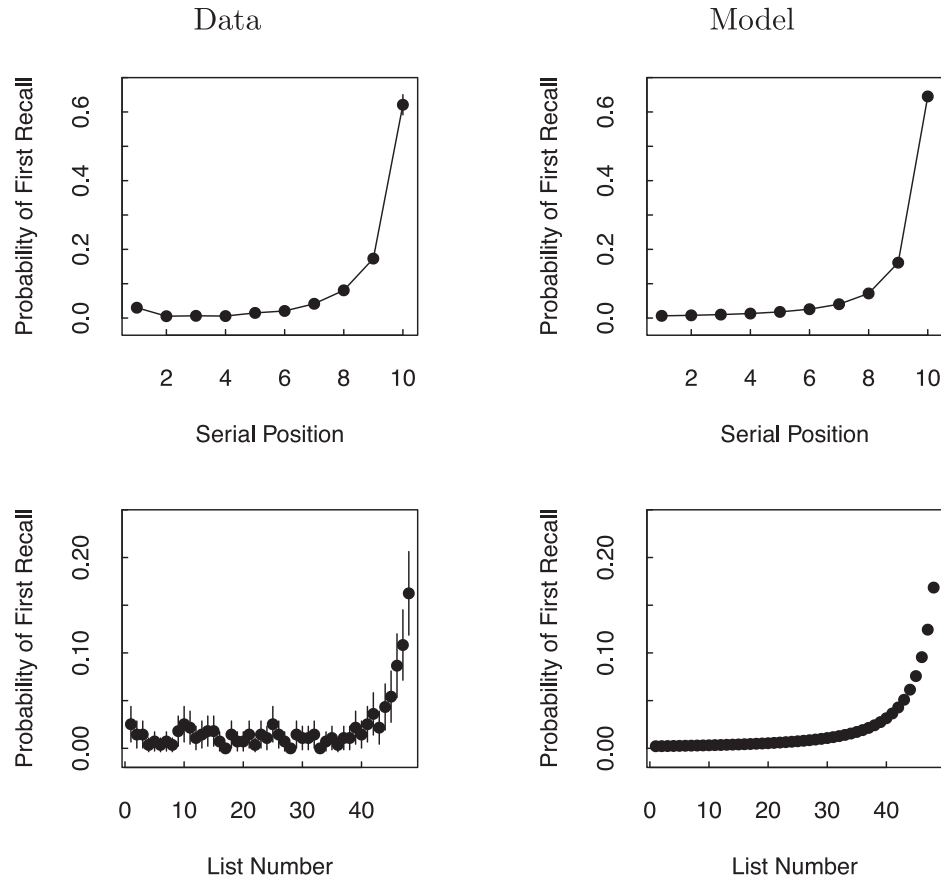 Data
Model
Probability of First Recall
0.6
0.4
0.2
0.0
2 4 6 8 10
Serial Position
Probability of First Recall
0.6
0.4
0.2
0.0
2 4 6 8 10
Serial Position
Probability of First Recall
0.20
0.10
0.00
0 10 20 30 40
List Number
Probability of First Recall
0.20
0.10
0.00
0 10 20 30 40
List Number